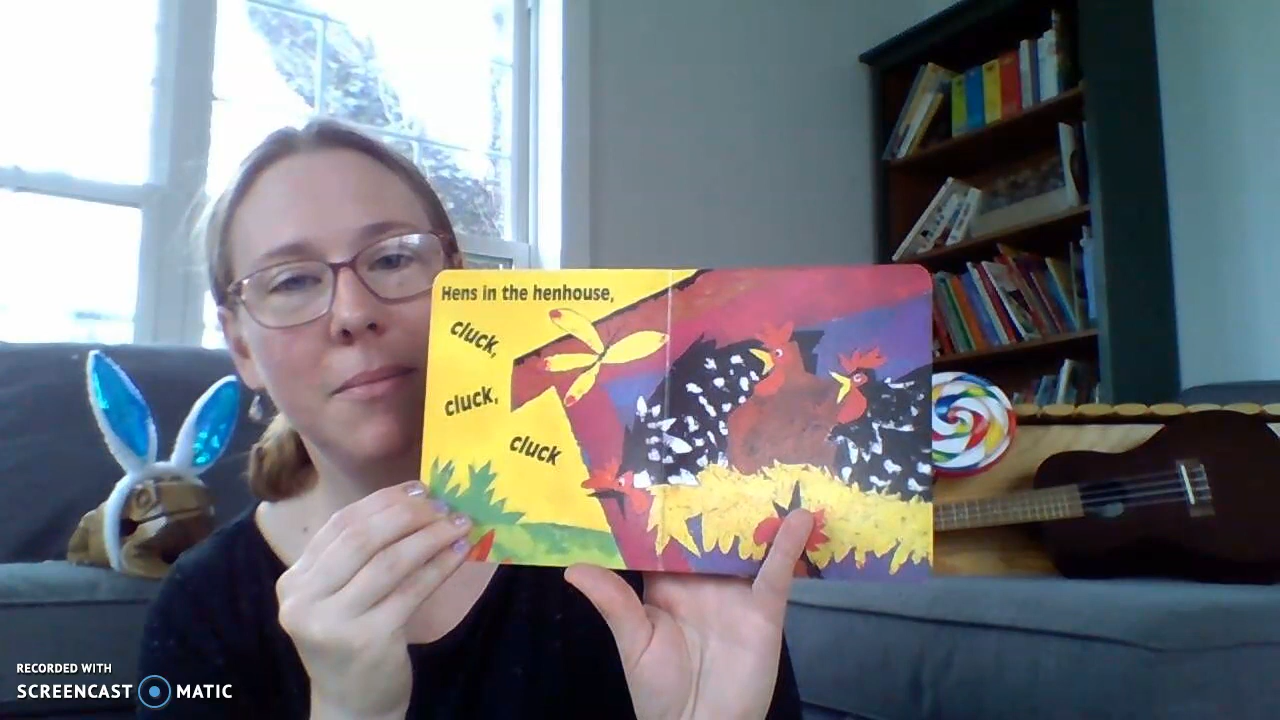 Hens in the henhouse,
cluck,
cluck,
cluck
RECORDED WITH
SCREENCAST MATIC